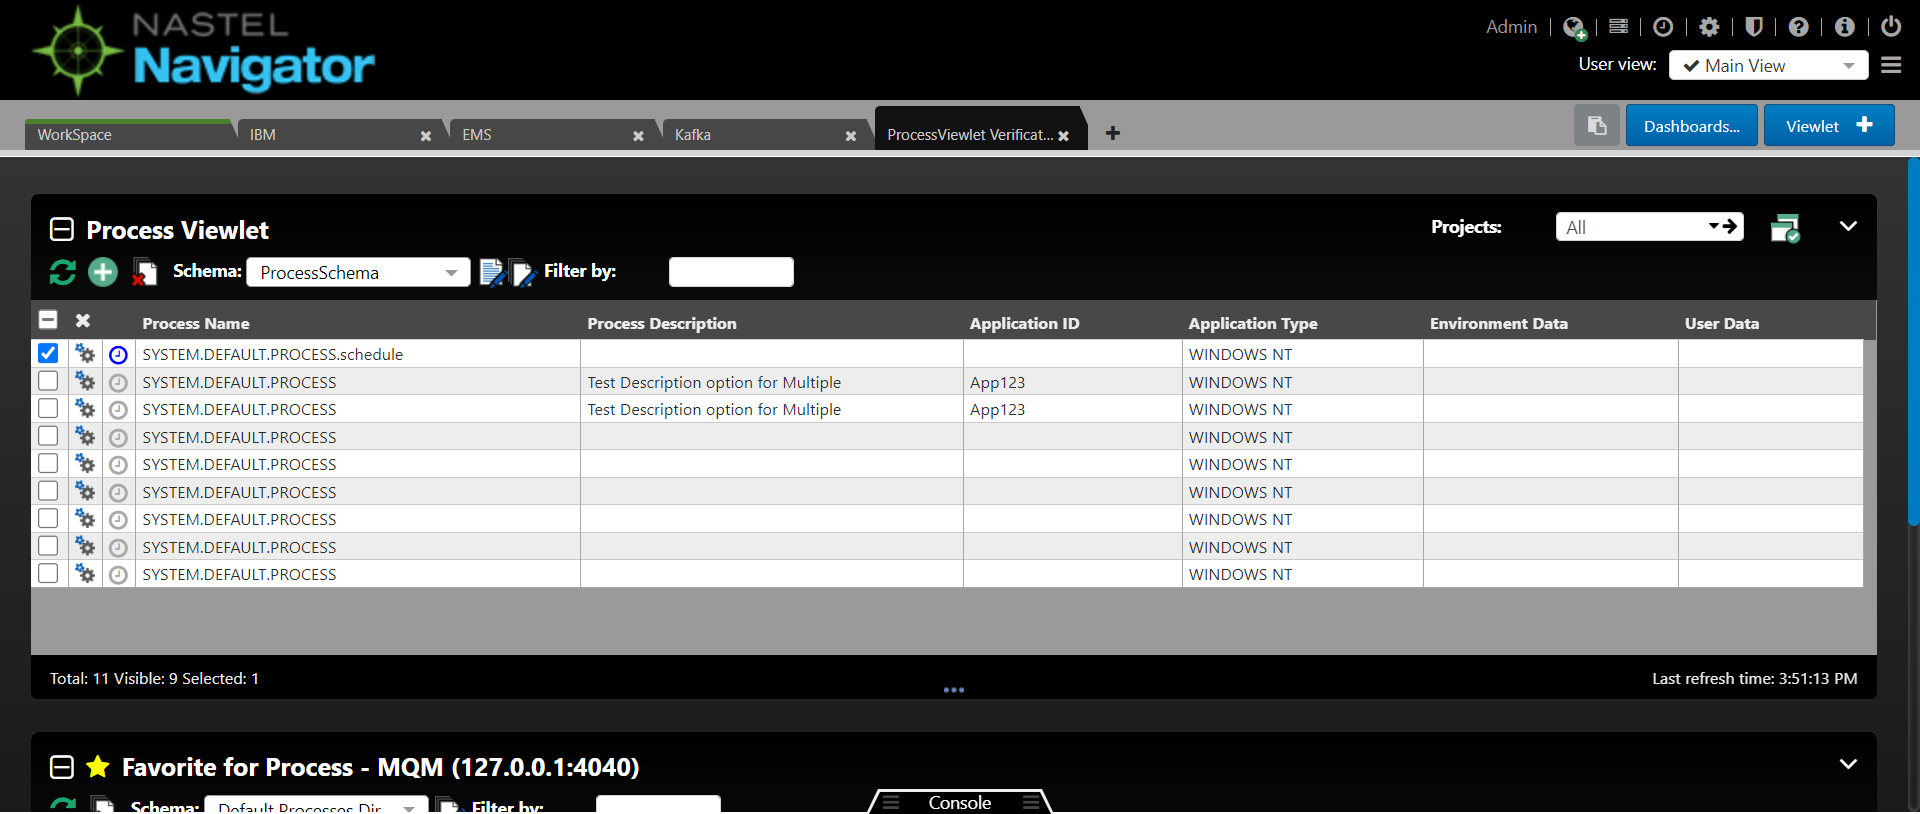 NASTEL
Navigator
Admin
User view:
Main View
WorkSpace
IBM
EMS
Kafka
ProcessViewlet Verificat...
Dashboards...
Viewlet
Process Viewlet
Projects:
All
Schema:
ProcessSchema
Filter by:
Process Name Process Description Application ID Application Type Environment Data User Data
SYSTEM.DEFAULT.PROCESS.schedule WINDOWS NT
SYSTEM.DEFAULT.PROCESS Test Description option for Multiple App123 WINDOWS NT
SYSTEM.DEFAULT.PROCESS Test Description option for Multiple App123 WINDOWS NT
SYSTEM.DEFAULT.PROCESS WINDOWS NT
SYSTEM.DEFAULT.PROCESS WINDOWS NT
SYSTEM.DEFAULT.PROCESS WINDOWS NT
SYSTEM.DEFAULT.PROCESS WINDOWS NT
SYSTEM.DEFAULT.PROCESS WINDOWS NT
SYSTEM.DEFAULT.PROCESS WINDOWS NT
Total: 11 Visible: 9 Selected: 1
Last refresh time: 3:51:13 PM
Favorite for Process - MQM (127.0.0.1:4040)
Schema:
Default Processes Dir
Filter by:
Console